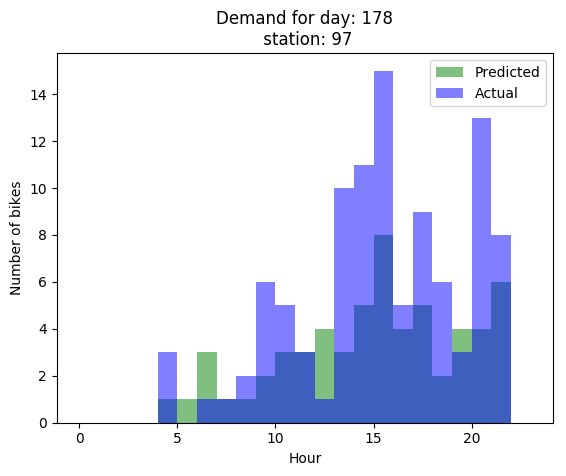 Demand for day: 178
station: 97
Predicted
Actual
Number of bikes
14
12
10
8
6
4
2
0
0 5 10 15 20
Hour